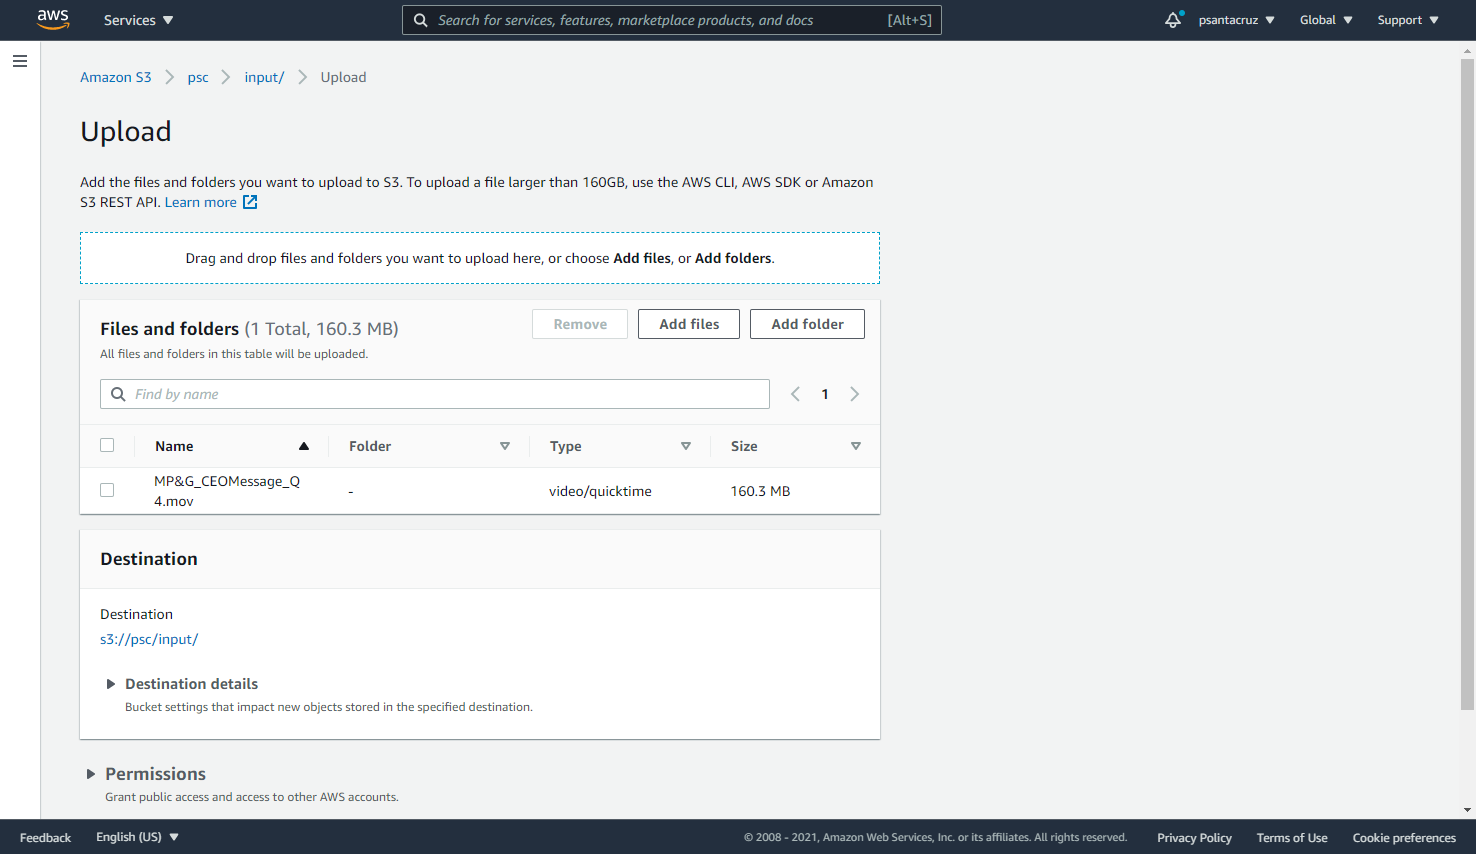 aws Services Search for services, features, marketplace products, and docs [Alt+S] psantacruz Global Support
Amazon S3 psc input/ Upload
Upload
Add the files and folders you want to upload to S3. To upload a file larger than 160GB, use the AWS CLI, AWS SDK or Amazon
S3 REST API. Learn more
Drag and drop files and folders you want to upload here, or choose Add files, or Add folders.
Files and folders (1 Total, 160.3 MB) Remove Add files Add folder
All files and folders in this table will be uploaded.
Find by name 1
Name Folder Type Size
MP&G_CEOMessage_Q
4.mov - video/quicktime 160.3 MB
Destination
Destination
s3://psc/input/
Destination details
Bucket settings that impact new objects stored in the specified destination.
Permissions
Grant public access and access to other AWS accounts.
Feedback English (US) © 2008 - 2021, Amazon Web Services, Inc. or its affiliates. All rights reserved. Privacy Policy Terms of Use Cookie preferences